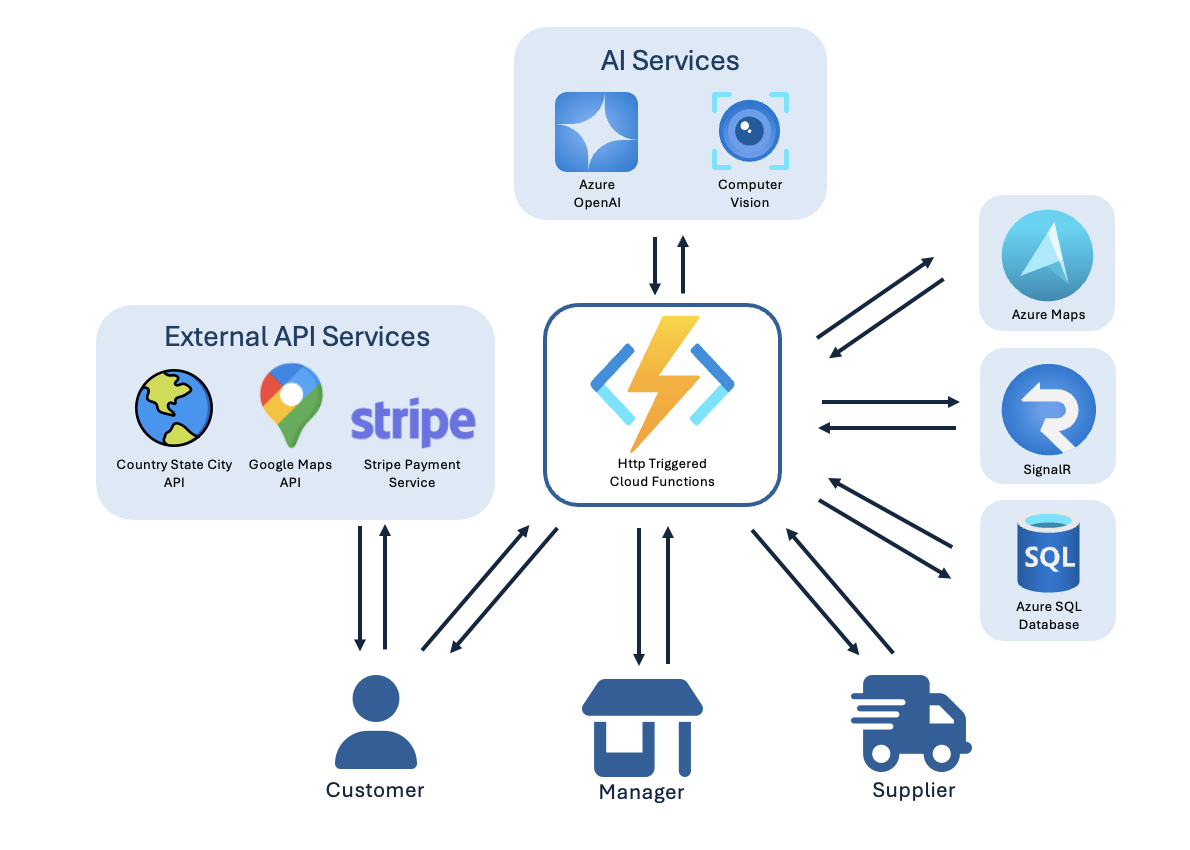 AI Services
Azure
OpenAI
Computer
Vision
Azure Maps
External API Services
stripe
Country State City
API
Google Maps
API
Stripe Payment
Service
Http Triggered
Cloud Functions
SignalR
SQL
Azure SQL
Database
Customer
Manager
Supplier